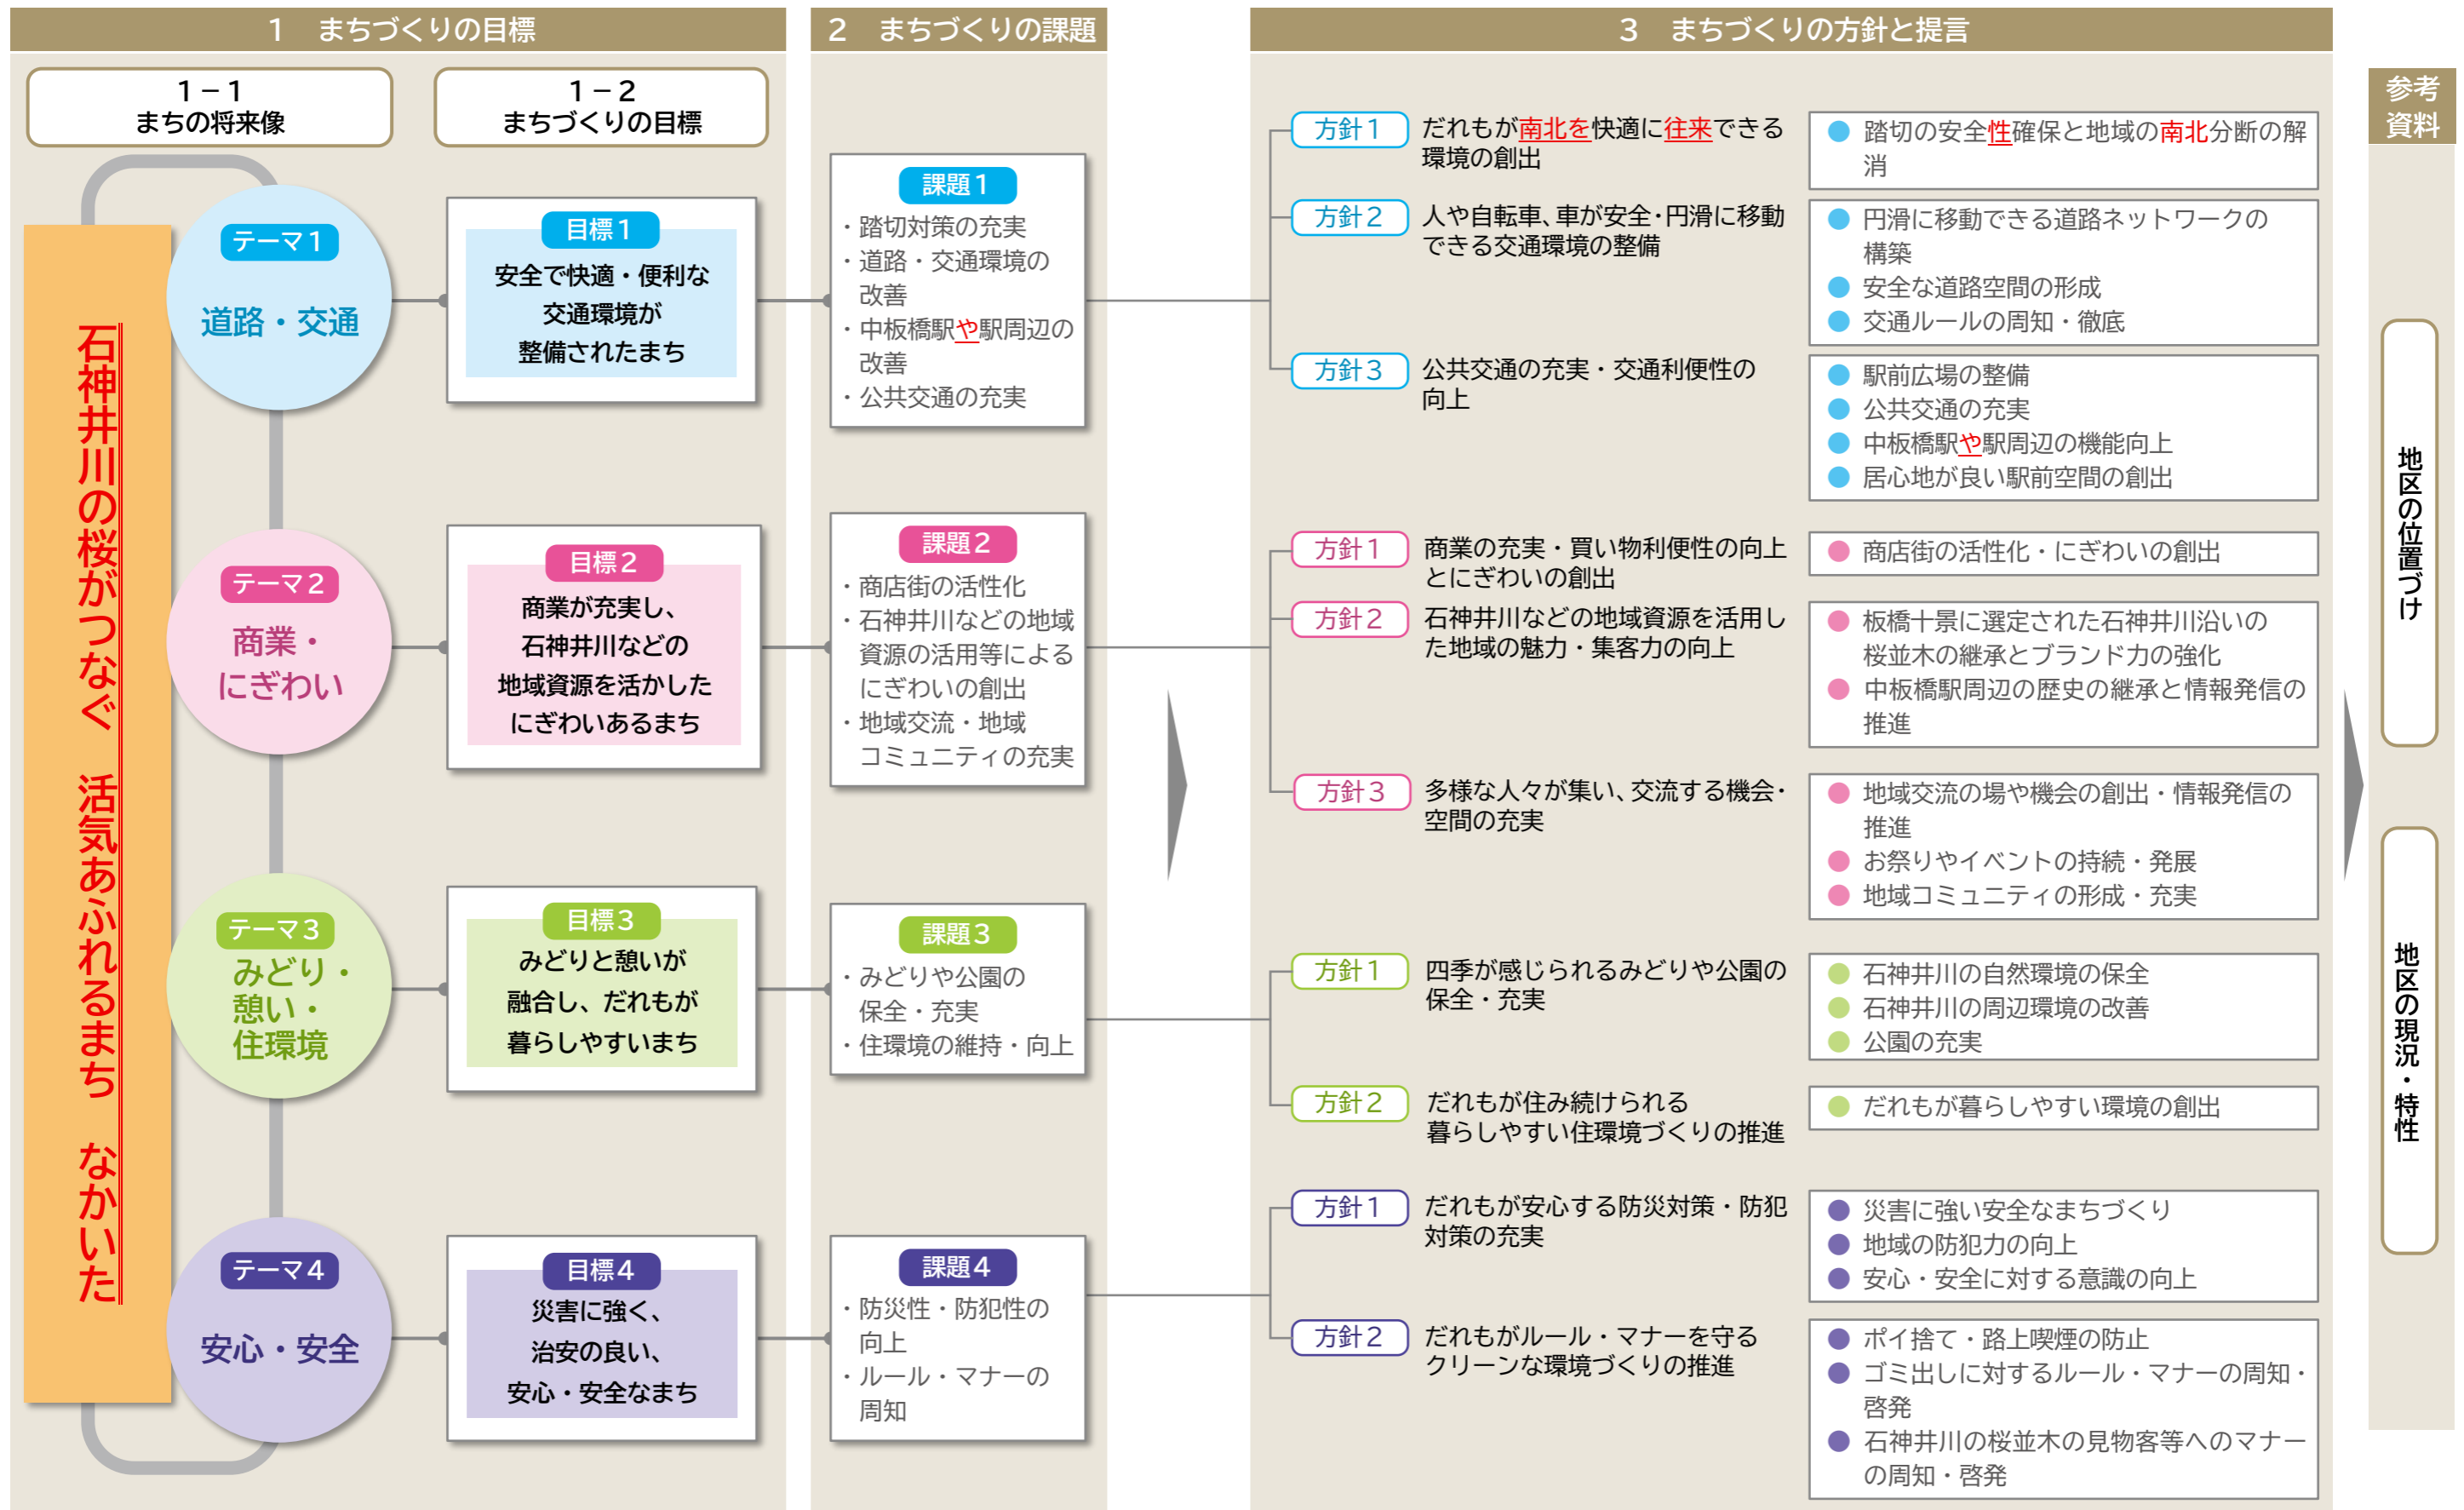 1　まちづくりの目標
1－1
まちの将来像
1－2
まちづくりの目標
石神井川の桜がつなぐ　活気あふれるまち　なかいた
テーマ1
道路・交通
目標1
安全で快適・便利な
交通環境が
整備されたまち
テーマ2
商業・
にぎわい
目標2
商業が充実し、
石神井川などの
地域資源を活かした
にぎわいあるまち
テーマ3
みどり・
憩い・
住環境
目標3
みどりと憩いが
融合し、だれもが
暮らしやすいまち
テーマ4
安心・安全
目標4
災害に強く、
治安の良い、
安心・安全なまち
2　まちづくりの課題
課題1
・踏切対策の充実
・道路・交通環境の
改善
・中板橋駅や駅周辺の
改善
・公共交通の充実
課題2
・商店街の活性化
・石神井川などの地域
資源の活用等による
にぎわいの創出
・地域交流・地域
コミュニティの充実
課題3
・みどりや公園の
保全・充実
・住環境の維持・向上
課題4
・防災性・防犯性の
向上
・ルール・マナーの
周知
3　まちづくりの方針と提言
方針1
だれもが南北を快適に往来できる
環境の創出
● 踏切の安全性確保と地域の南北分断の解
消
方針2
人や自転車、車が安全・円滑に移動
できる交通環境の整備
● 円滑に移動できる道路ネットワークの
構築
● 安全な道路空間の形成
● 交通ルールの周知・徹底
方針3
公共交通の充実・交通利便性の
向上
● 駅前広場の整備
● 公共交通の充実
● 中板橋駅や駅周辺の機能向上
● 居心地が良い駅前空間の創出
方針1
商業の充実・買い物利便性の向上
とにぎわいの創出
● 商店街の活性化・にぎわいの創出
方針2
石神井川などの地域資源を活用し
た地域の魅力・集客力の向上
● 板橋十景に選定された石神井川沿いの
桜並木の継承とブランド力の強化
● 中板橋駅周辺の歴史の継承と情報発信の
推進
方針3
多様な人々が集い、交流する機会・
空間の充実
● 地域交流の場や機会の創出・情報発信の
推進
● お祭りやイベントの持続・発展
● 地域コミュニティの形成・充実
方針1
四季が感じられるみどりや公園の
保全・充実
● 石神井川の自然環境の保全
● 石神井川の周辺環境の改善
● 公園の充実
方針2
だれもが住み続けられる
暮らしやすい住環境づくりの推進
● だれもが暮らしやすい環境の創出
方針1
だれもが安心する防災対策・防犯
対策の充実
● 災害に強い安全なまちづくり
● 地域の防犯力の向上
● 安心・安全に対する意識の向上
方針2
だれもがルール・マナーを守る
クリーンな環境づくりの推進
● ポイ捨て・路上喫煙の防止
● ゴミ出しに対するルール・マナーの周知・
啓発
● 石神井川の桜並木の見物客等へのマナー
の周知・啓発
参考
資料
地区の位置づけ
地区の現況・特性